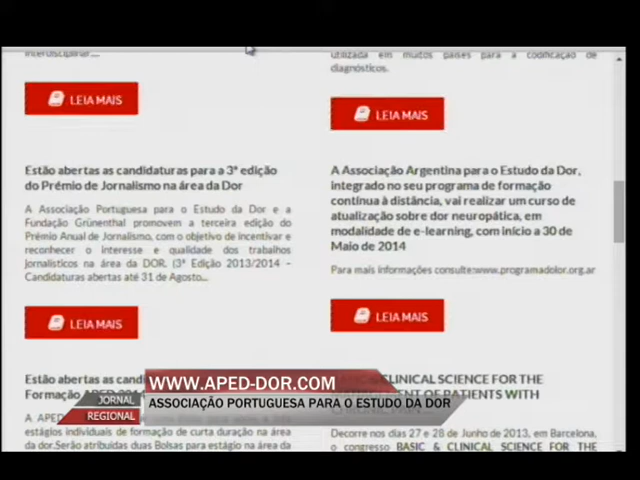 interdisciplinar....
LEIA MAIS
Estão abertas as candidaturas para a 3ª edição
do Prémio de Jornalismo na área da Dor
A Associação Portuguesa para o Estudo da Dor e a
Fundação Grünenthal promovem a terceira edição do
Prémio Anual de Jornalismo, com o objetivo de incentivar e
reconhecer o interesse e qualidade dos trabalhos
jornalísticos na área da DOR. (3ª Edição 2013/2014 –
Candidaturas abertas até 31 de Agosto...
LEIA MAIS
Estão abertas as
Formação
A APED
estágios individuais de formação de curta duração na área
da dor.Serão atribuídas duas Bolsas para estágio na área da
utilizada em muitos países para a codificação de
diagnósticos.
LEIA MAIS
A Associação Argentina para o Estudo da Dor,
integrado no seu programa de formação
contínua à distância, vai realizar um curso de
atualização sobre dor neuropática, em
modalidade de e-learning, com início a 30 de
Maio de 2014
Para mais informações consulte:www.programadolor.org.ar
LEIA MAIS
CLINICAL SCIENCE FOR THE
OF PATIENTS WITH
Decorre nos dias 27 e 28 de Junho de 2013, em Barcelona,
o congresso BASIC & CLINICAL SCIENCE FOR THE
WWW.APED-DOR.COM
JORNAL
REGIONAL
ASSOCIAÇÃO PORTUGUESA PARA O ESTUDO DA DOR